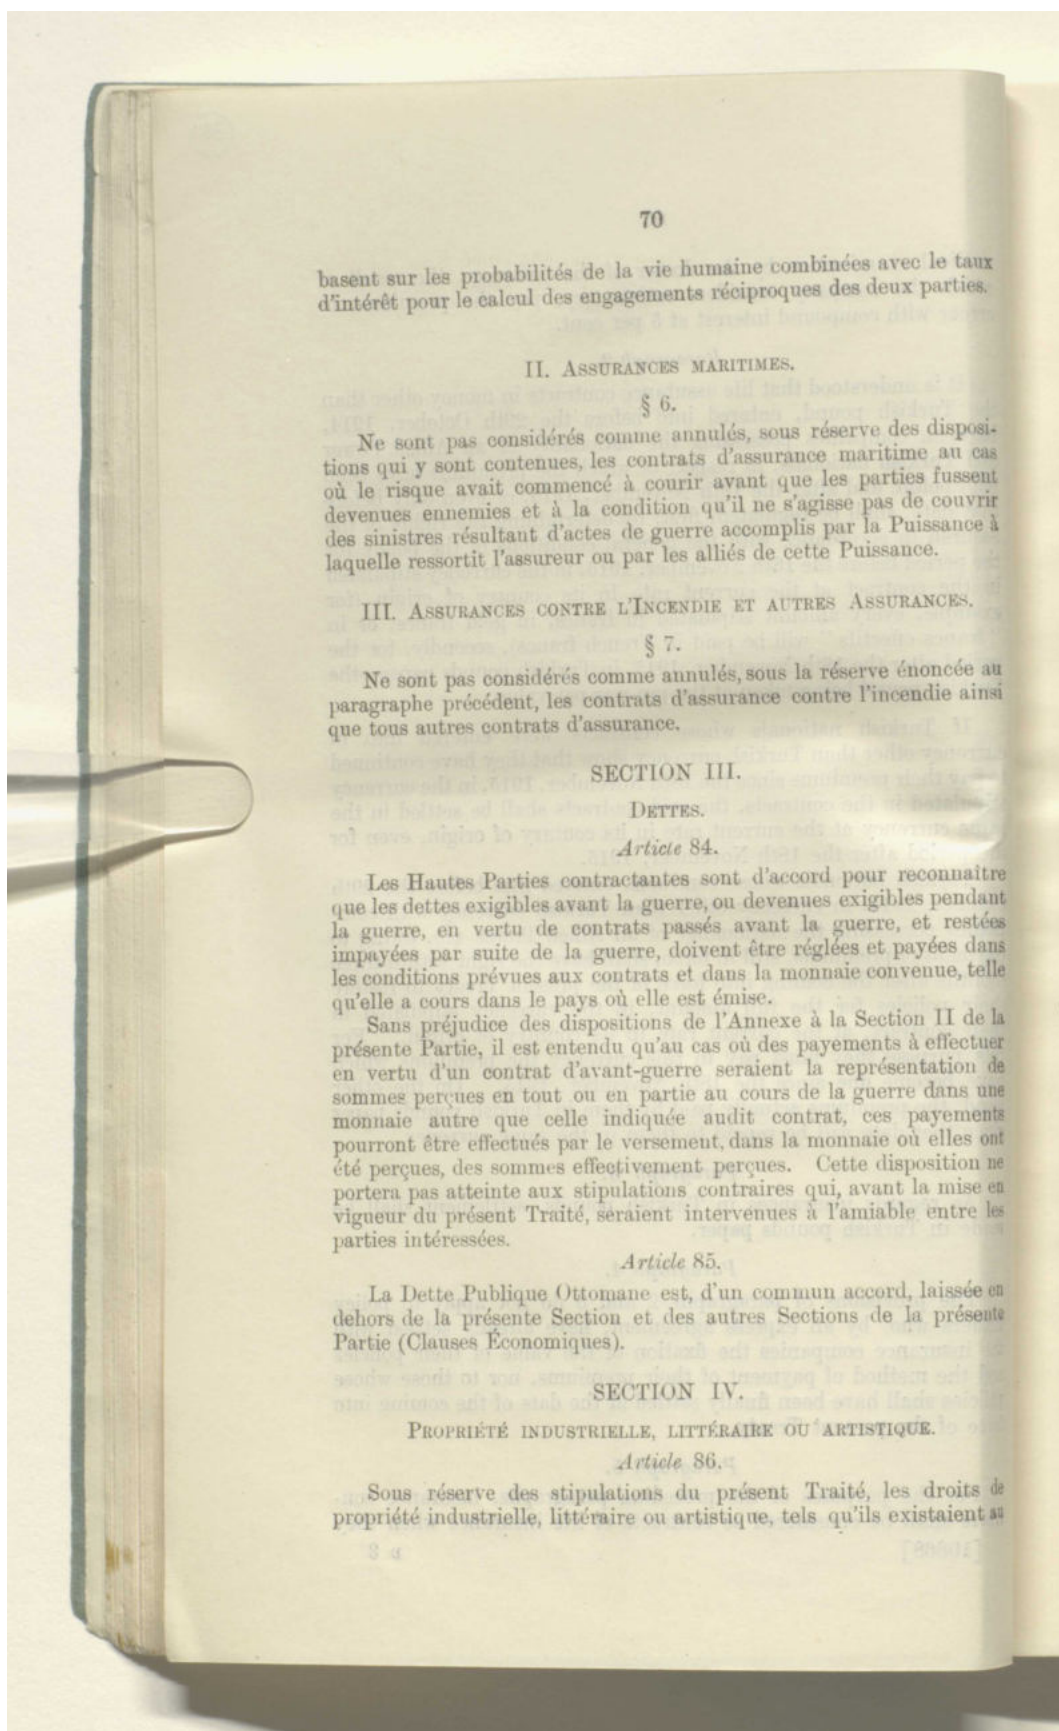 70
basent sur les probabilités de la vie humaine combinées avec le taux
d'intérêt pour le calcul des engagements réciproques des deux parties.
II. ASSURANCES MARITIMES.
§ 6.
Ne sont pas considérés comme annulés, sous réserve des disposi-
tions qui y sont contenues, les contrats d'assurance maritime au cas
où le risque avait commencé à courir avant que les parties fussent
devenues ennemies et à la condition qu'il ne s'agisse pas de couvrir
des sinistres résultant d'actes de guerre accomplis par la Puissance à
laquelle ressortit l'assureur ou par les alliés de cette Puissance.
III. ASSURANCES CONTRE L'INCENDIE ET AUTRES ASSURANCES.
§ 7.
Ne sont pas considérés comme annulés, sous la réserve énoncée au
paragraphe précédent, les contrats d'assurance contre l'incendie ainsi
que tous autres contrats d'assurance.
SECTION III.
DETTES.
Article 84.
Les Hautes Parties contractantes sont d'accord pour reconnaître
que les dettes exigibles avant la guerre, ou devenues exigibles pendant
la guerre, en vertu de contrats passés avant la guerre, et restées
impayées par suite de la guerre, doivent être réglées et payées dans
les conditions prévues aux contrats et dans la monnaie convenue, telle
qu'elle a cours dans le pays où elle est émise.
Sans préjudice des dispositions de l'Annexe à la Section II de la
présente Partie, il est entendu qu'au cas où des payements à effectuer
en vertu d'un contrat d'avant-guerre seraient la représentation de
sommes perçues en tout ou en partie au cours de la guerre dans une
monnaie autre que celle indiquée audit contrat, ces payements
pourront être effectués par le versement, dans la monnaie où elles ont
été perçues, des sommes effectivement perçues. Cette disposition ne
portera pas atteinte aux stipulations contraires qui, avant la mise en
vigueur du présent Traité, seraient intervenues à l'amiable entre les
parties intéressées.
Article 85.
La Dette Publique Ottomane est, d'un commun accord, laissée en
dehors de la présente Section et des autres Sections de la présente
Partie (Clauses Économiques).
SECTION IV.
PROPRIÉTÉ INDUSTRIELLE, LITTÉRAIRE OU ARTISTIQUE.
Article 86.
Sous réserve des stipulations du présent Traité, les droits de
propriété industrielle, littéraire ou artistique, tels qu'ils existaient au